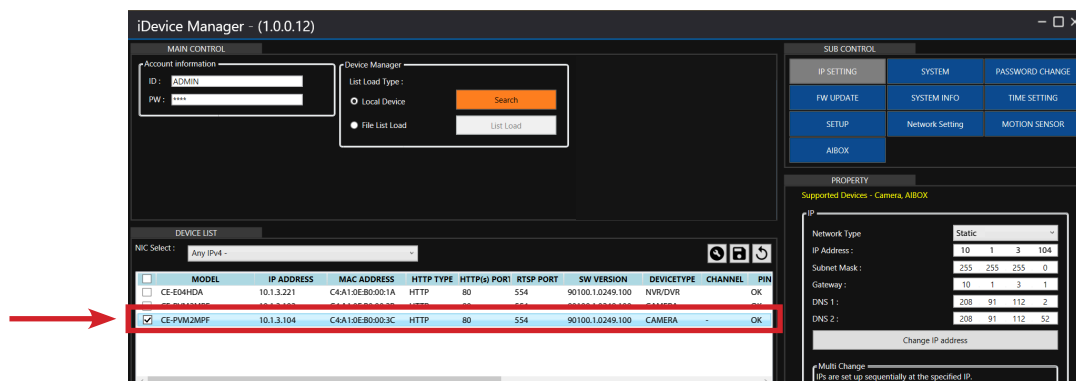 iDevice Manager - (1.0.0.12)
MAIN CONTROL
Account information
ID : ADMIN
PW : ****
Device Manager
List Load Type :
Local Device
Search
File List Load
List Load
SUB CONTROL
IP SETTING SYSTEM PASSWORD CHANGE
FW UPDATE SYSTEM INFO TIME SETTING
SETUP Network Setting MOTION SENSOR
AIBOX
PROPERTY
Supported Devices - Camera, AIBOX
IP
Network Type Static
IP Address : 10 1 3 104
Subnet Mask : 255 255 255 0
Gateway : 10 1 3 1
DNS 1 : 208 91 112 2
DNS 2 : 208 91 112 52
Change IP address
Multi Change
IPs are set up sequentially at the specified IP.
DEVICE LIST
NIC Select : Any IPv4 -
MODEL IP ADDRESS MAC ADDRESS HTTP TYPE HTTP(s) PORT RTSP PORT SW VERSION DEVICETYPE CHANNEL PIN
CE-E04HDA 10.1.3.221 C4:A1:0E:B0:00:1A HTTP 80 554 90100.1.0249.100 NVR/DVR OK
CE-PVM2MPF 10.1.3.104 C4:A1:0E:B0:00:3C HTTP 80 554 90100.1.0249.100 CAMERA - OK